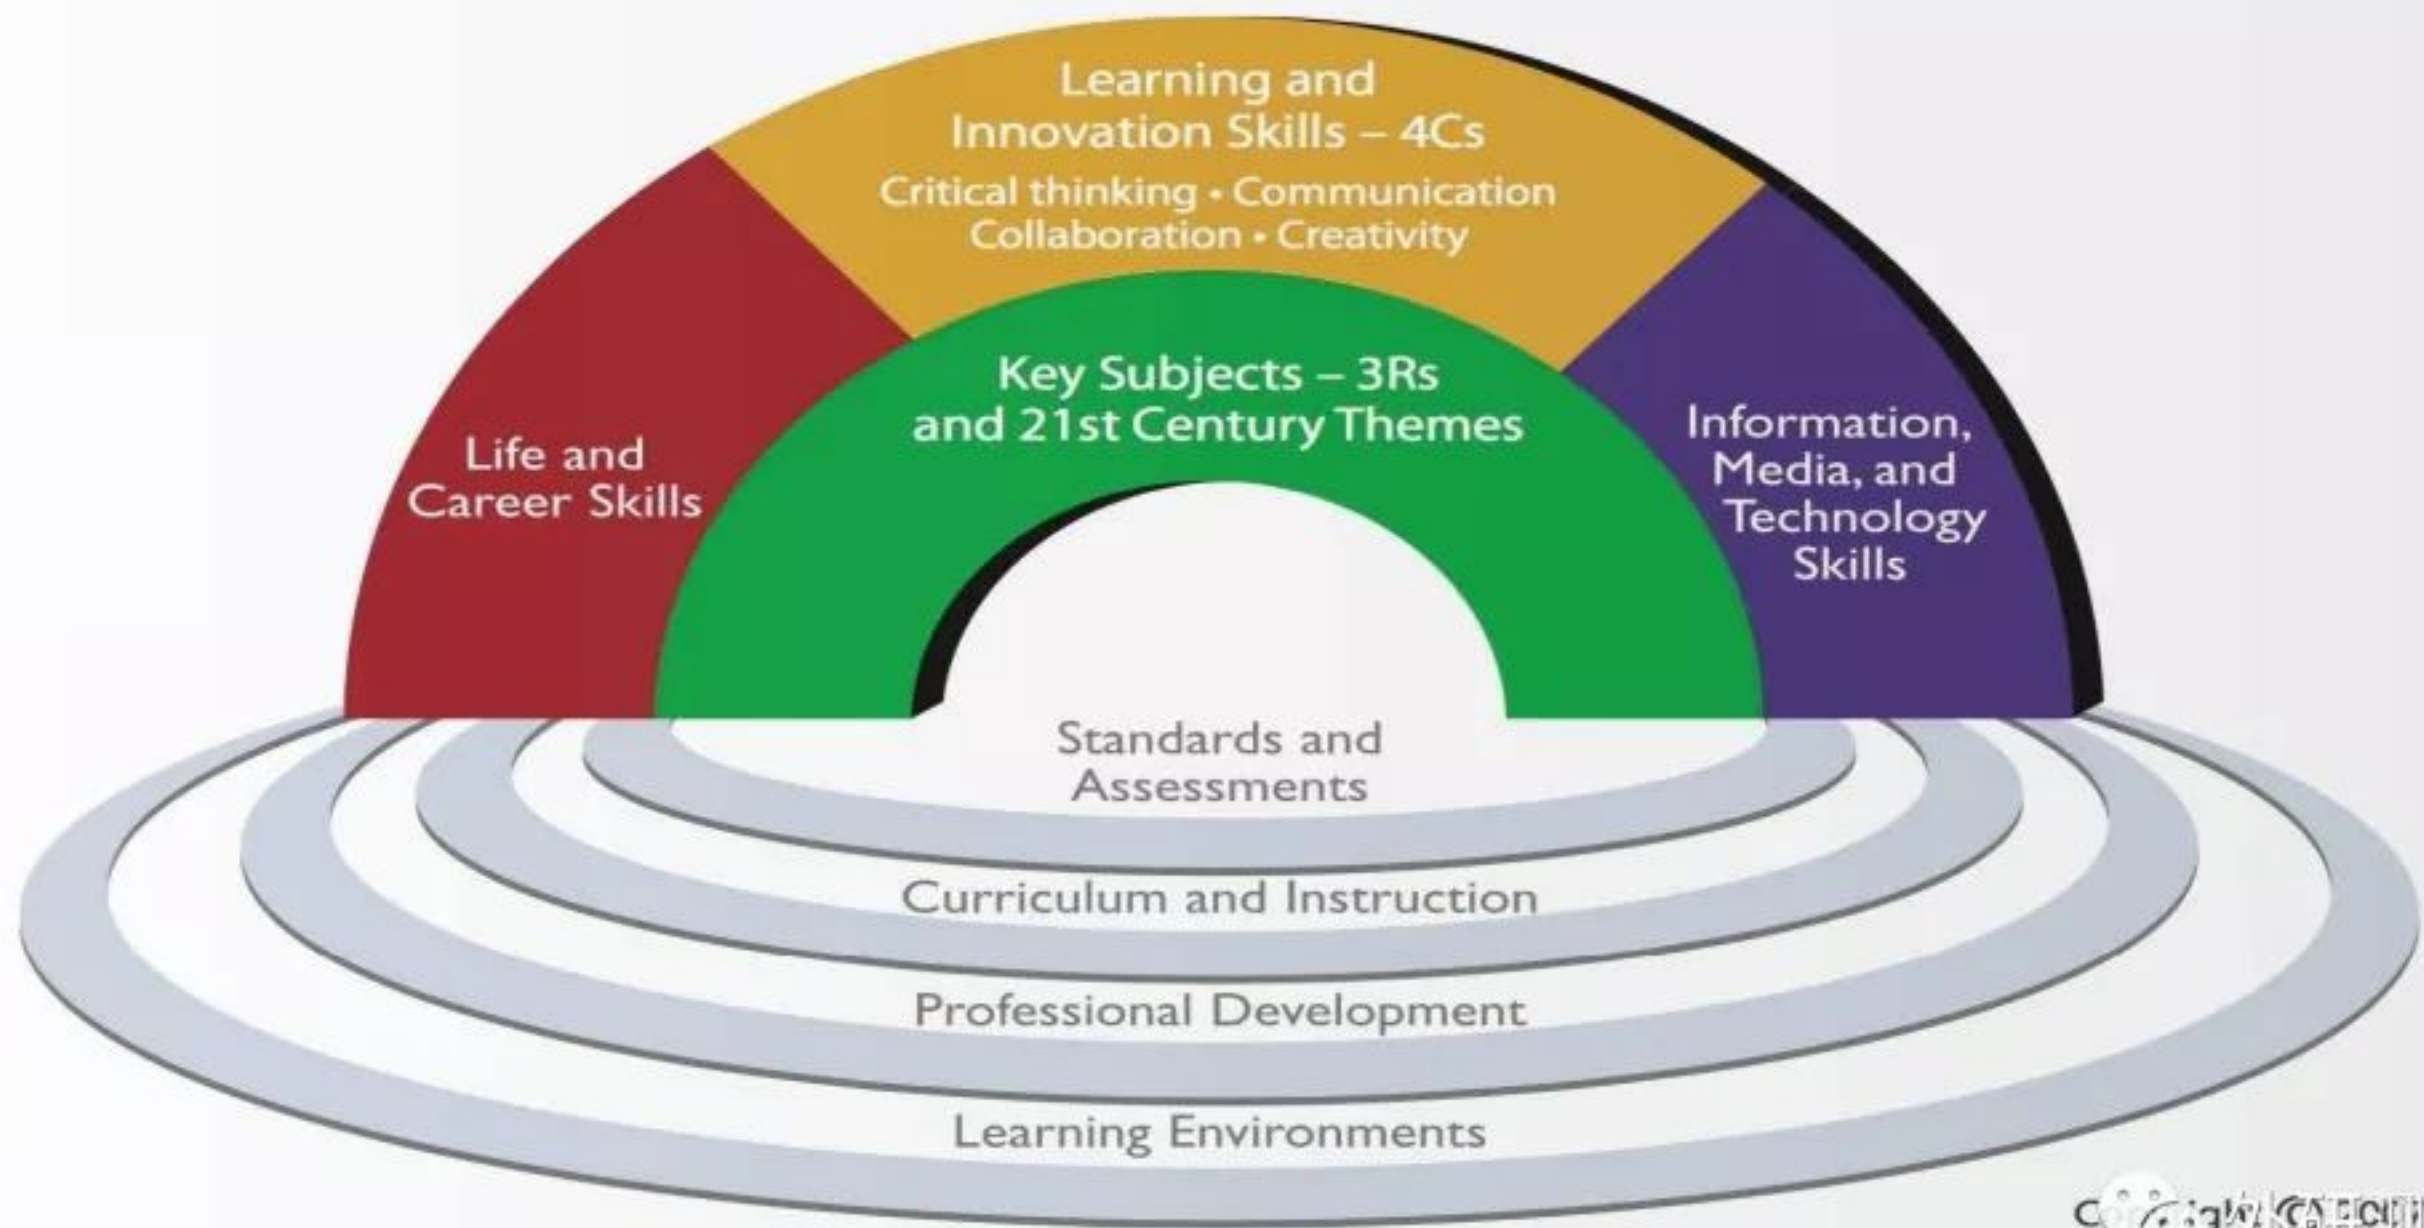 Learning and
Innovation Skills – 4Cs
Critical thinking • Communication
Collaboration • Creativity
Key Subjects – 3Rs
and 21st Century Themes
Life and
Career Skills
Information,
Media, and
Technology
Skills
Standards and
Assessments
Curriculum and Instruction
Professional Development
Learning Environments